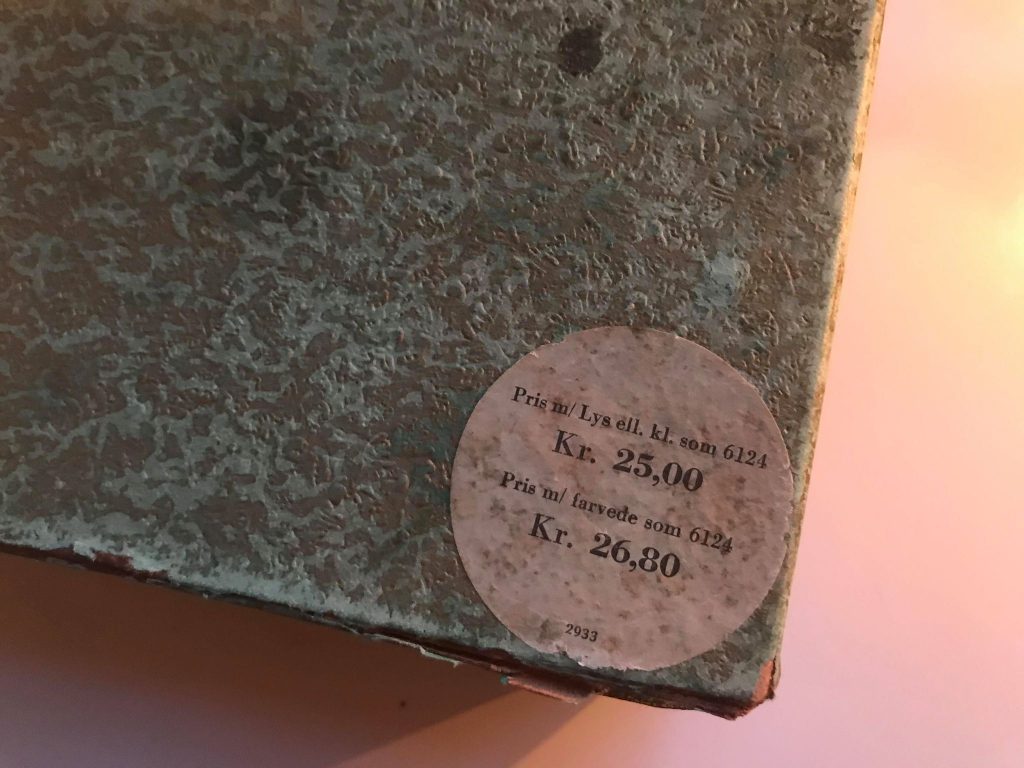 Pris m/ Lys ell. kl. som 6124
Kr. 25,00
Pris m/ farvede som 6124
Kr. 26,80
2933